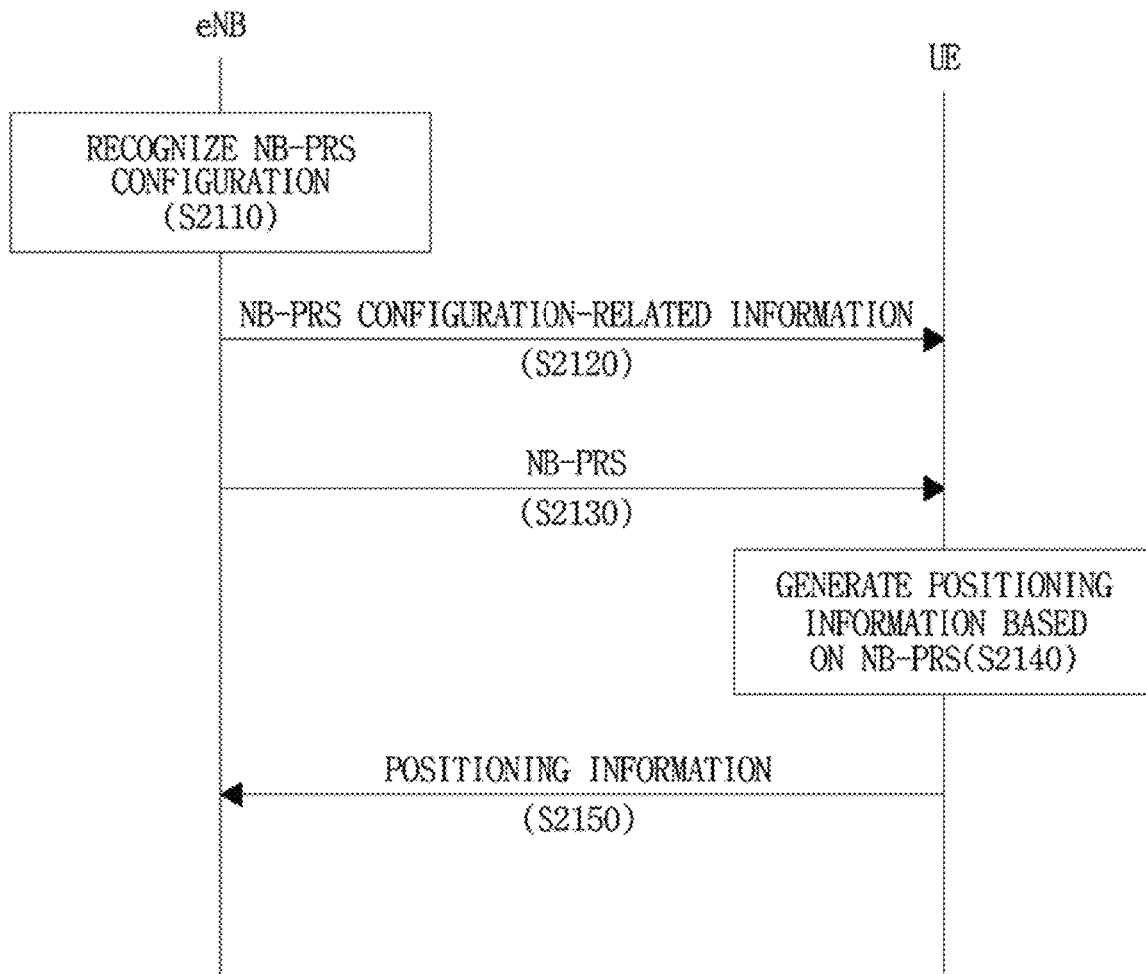 eNB
UE
RECOGNIZE NB-PRS
CONFIGURATION
(S2110)
NB-PRS CONFIGURATION-RELATED INFORMATION
(S2120)
NB-PRS
(S2130)
GENERATE POSITIONING
INFORMATION BASED
ON NB-PRS(S2140)
POSITIONING INFORMATION
(S2150)